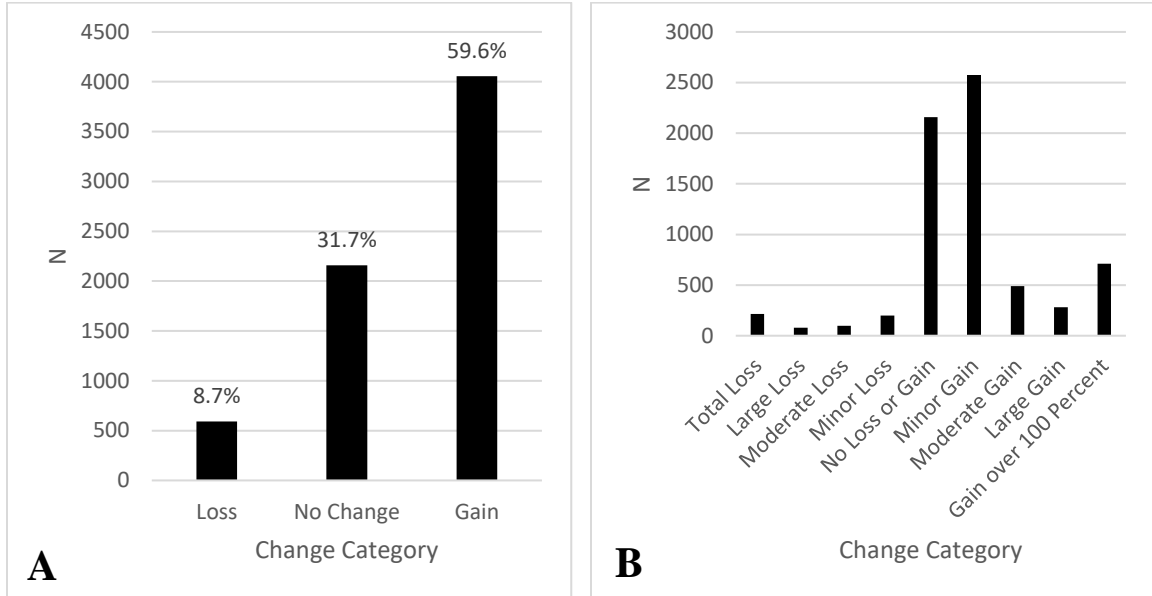 4500
4000
3500
3000
2500
2000
1500
1000
500
0
N
8.7%
31.7%
59.6%
Loss
No Change
Gain
Change Category
A
3000
2500
2000
1500
1000
500
0
N
Total Loss
Large Loss
Moderate Loss
Minor Loss
No Loss or Gain
Minor Gain
Moderate Gain
Large Gain
Gain over 100 Percent
Change Category
B